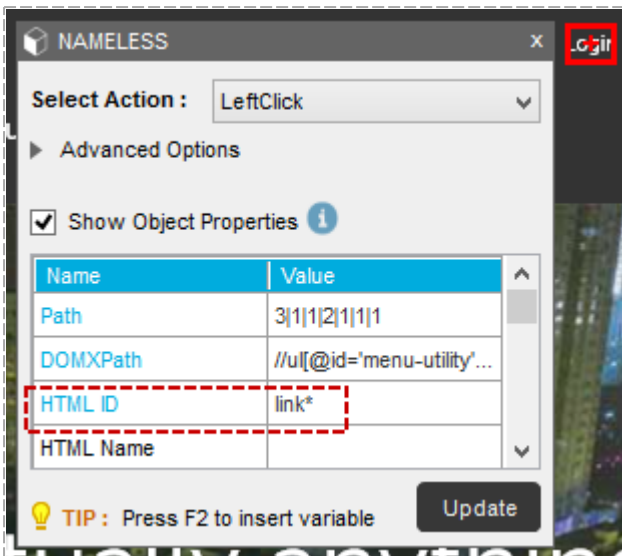 NAMELESS x
Select Action : LeftClick
Advanced Options
Show Object Properties i
Name Value
Path 3|1|1|2|1|1|1
DOMXPath //ul[@id='menu-utility'...
HTML ID link*
HTML Name
TIP : Press F2 to insert variable
Update